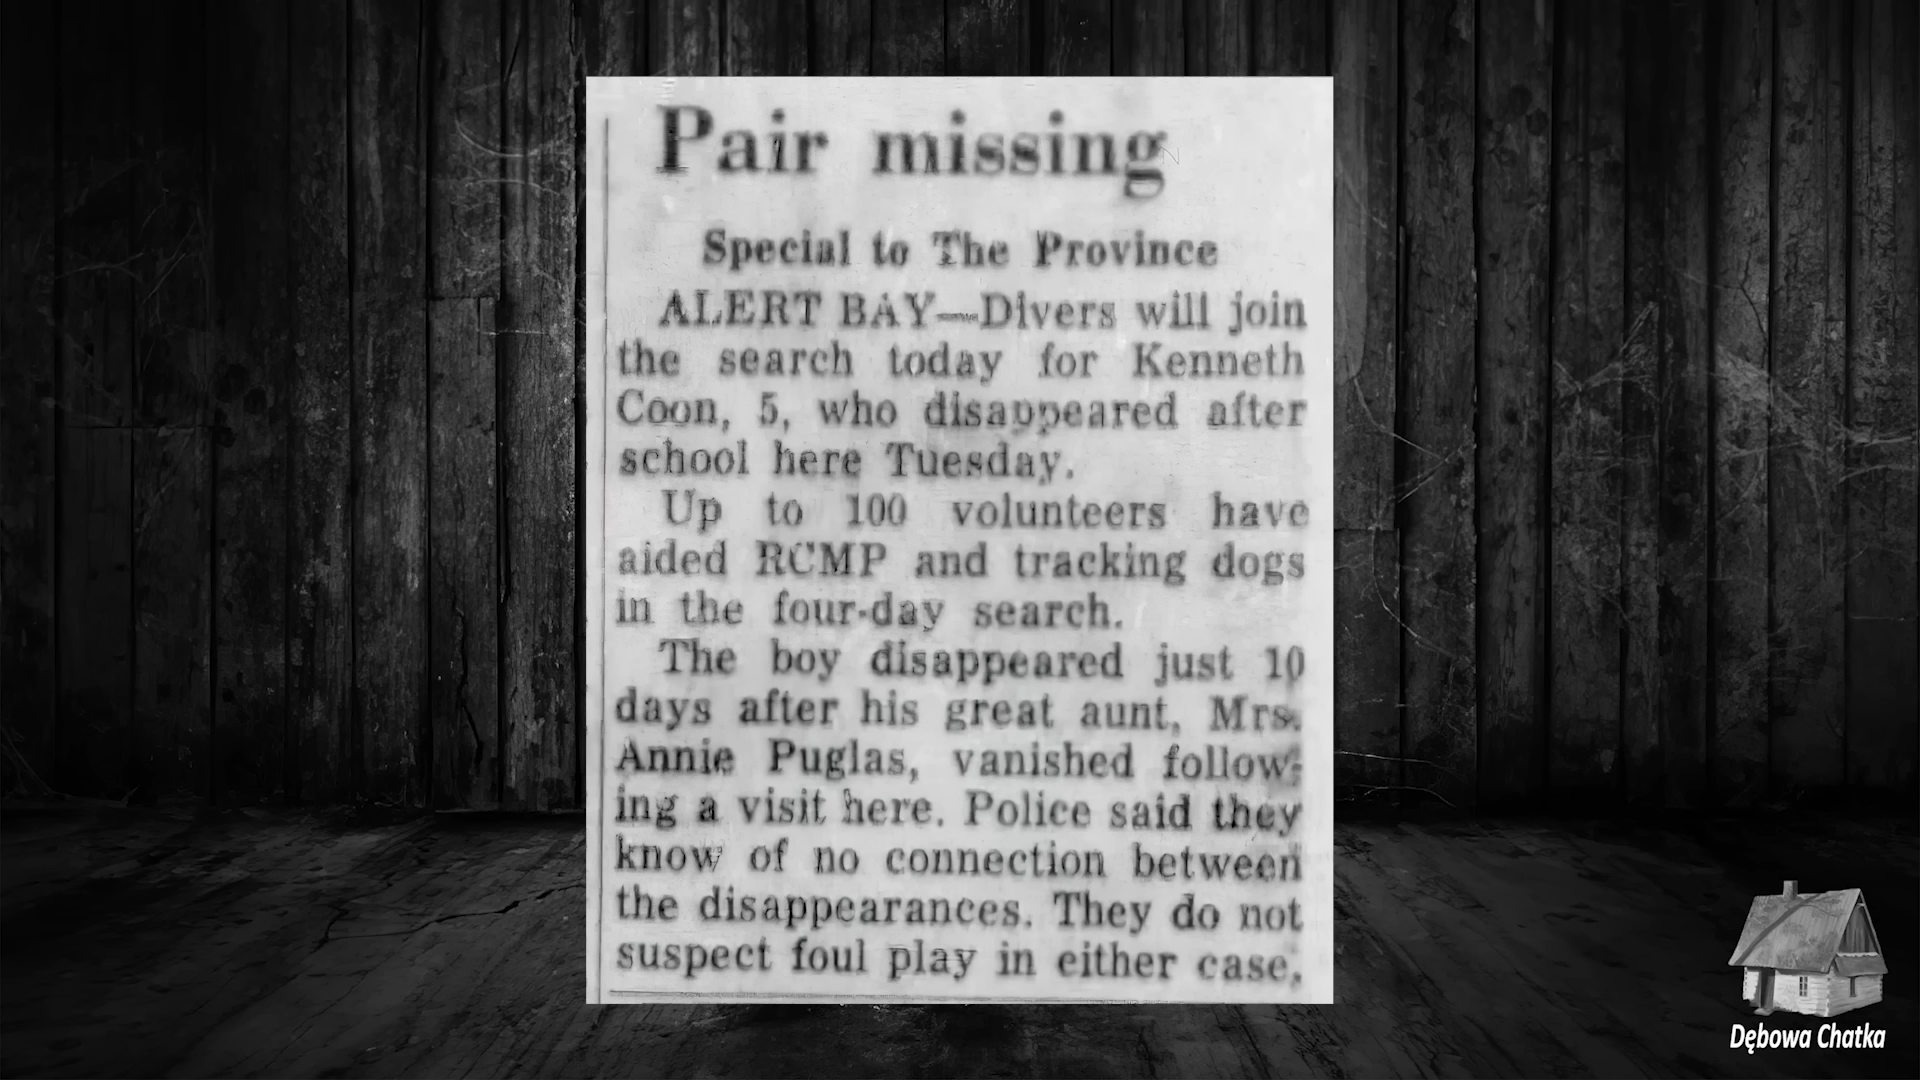 Pair missing
Special to The Province
ALERT BAY—Divers will join
the search today for Kenneth
Coon, 5, who disappeared after
school here Tuesday.
Up to 100 volunteers have
aided RCMP and tracking dogs
in the four-day search.
The boy disappeared just 10
days after his great aunt, Mrs.
Annie Puglas, vanished follow-
ing a visit here. Police said they
know of no connection between
the disappearances. They do not
suspect foul play in either case.
Dębowa Chatka